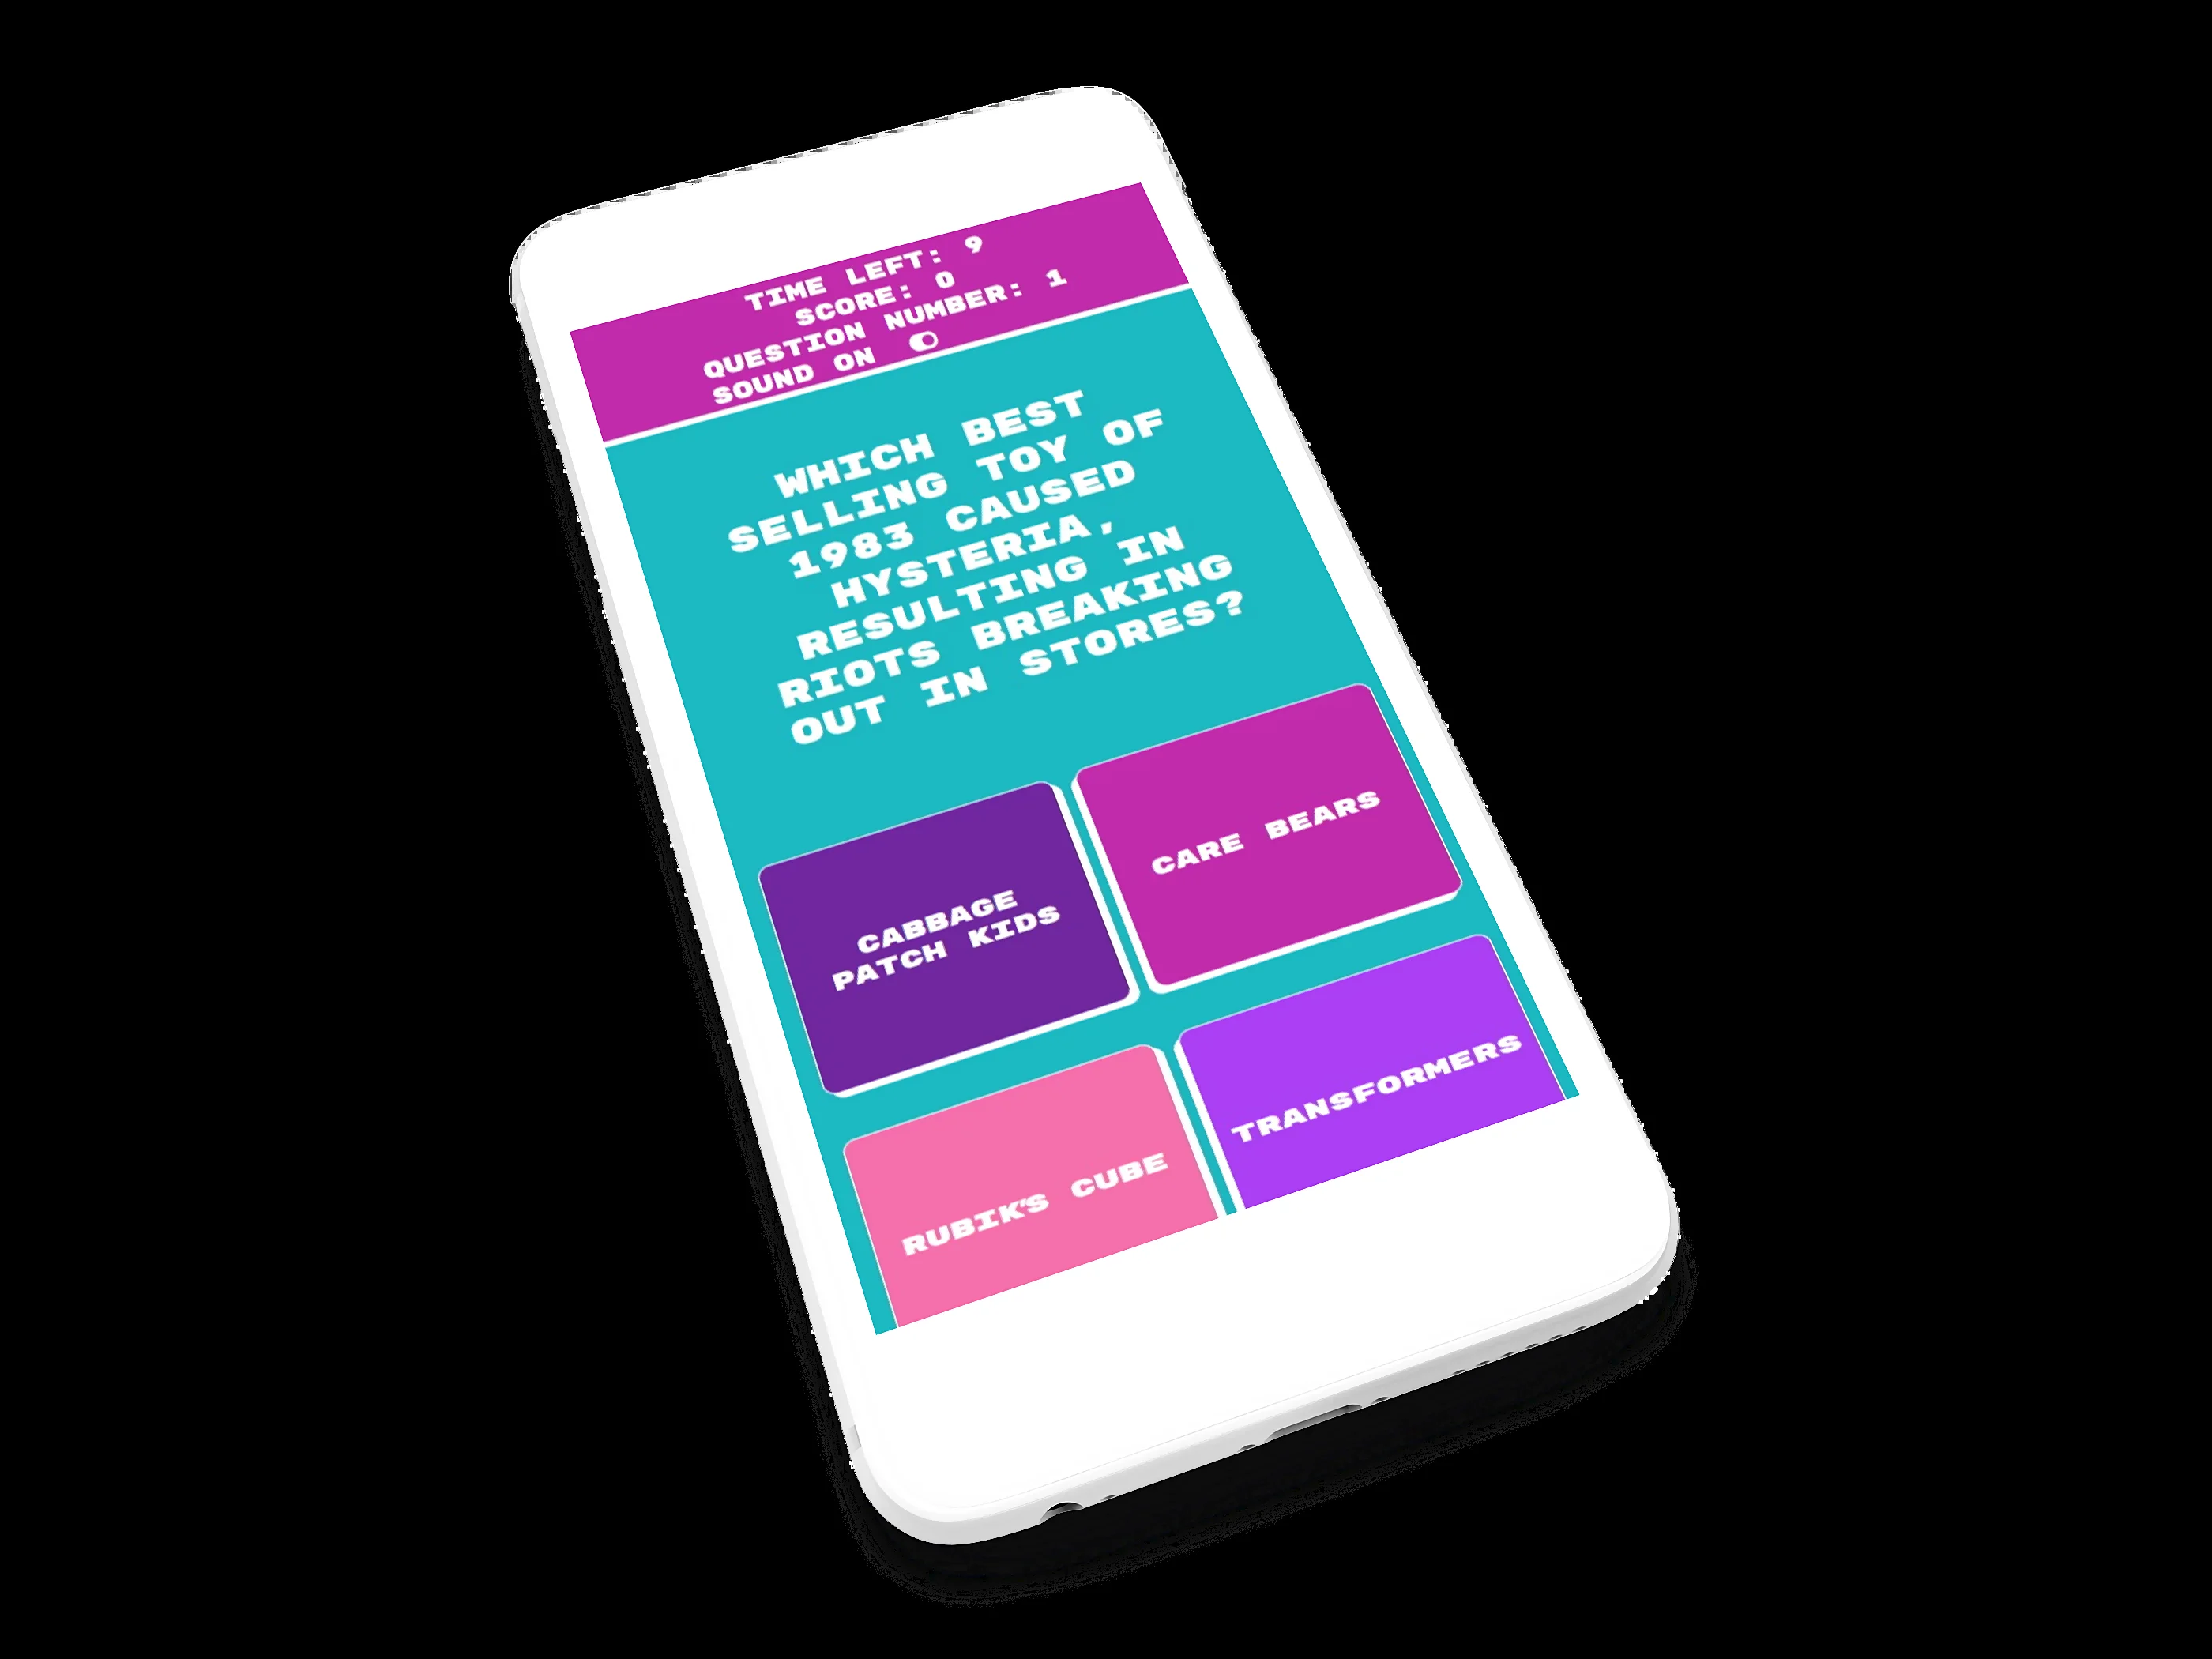 TIME LEFT: 9
SCORE: 0
QUESTION NUMBER: 1
SOUND ON
WHICH BEST
SELLING TOY OF
1983 CAUSED
HYSTERIA,
RESULTING IN
RIOTS BREAKING
OUT IN STORES?
CABBAGE
PATCH KIDS
CARE BEARS
RUBIK'S CUBE
TRANSFORMERS